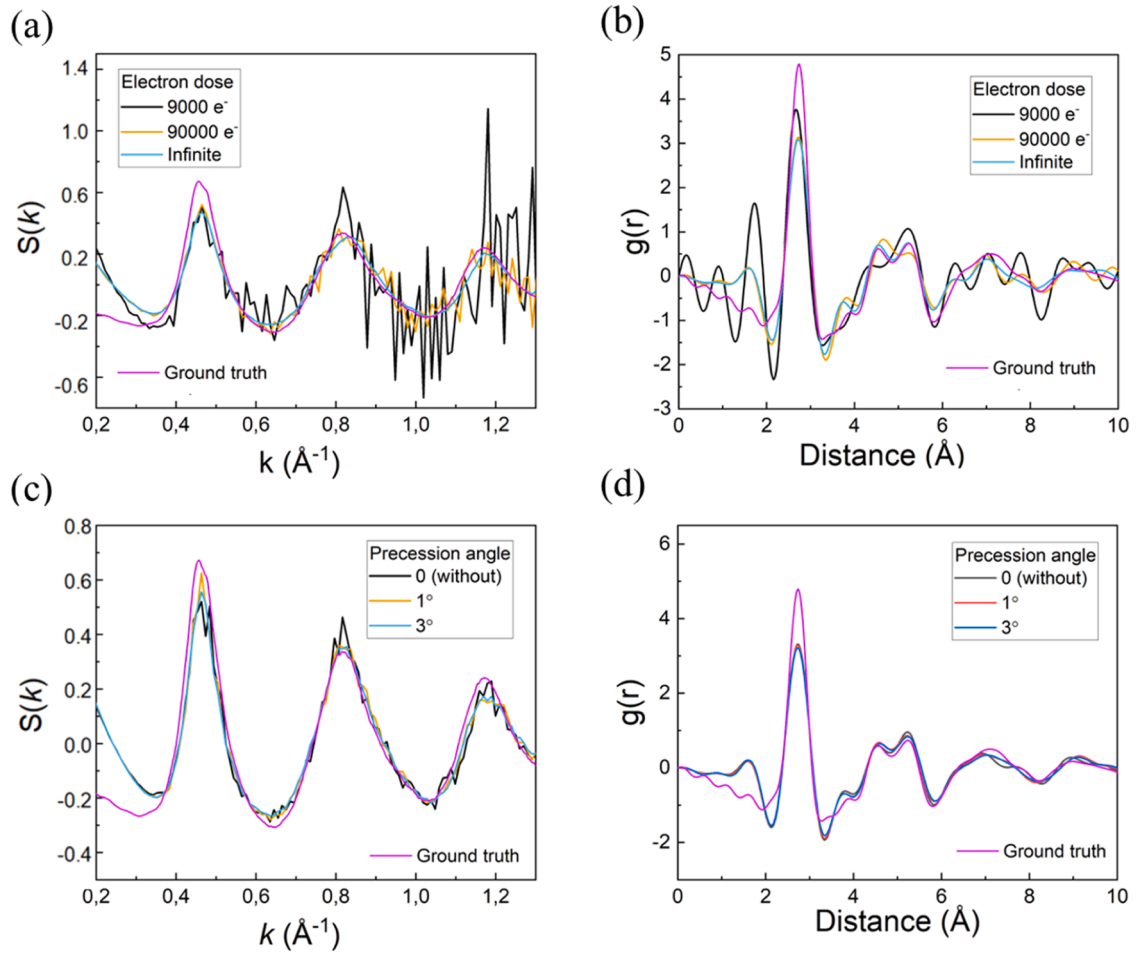 (a)
1.4
1.0
0.6
0.2
-0.2
-0.6
S(k)
Electron dose
9000 e⁻
90000 e⁻
Infinite
Ground truth
0,2 0,4 0,6 0,8 1,0 1,2
k (Å⁻¹)
(b)
5
4
3
2
1
0
-1
-2
-3
g(r)
Electron dose
9000 e⁻
90000 e⁻
Infinite
Ground truth
0 2 4 6 8 10
Distance (Å)
(c)
0.8
0.6
0.4
0.2
0.0
-0.2
-0.4
S(k)
Precession angle
0 (without)
1°
3°
Ground truth
0,2 0,4 0,6 0,8 1,0 1,2
k (Å⁻¹)
(d)
6
4
2
0
-2
g(r)
Precession angle
0 (without)
1°
3°
Ground truth
0 2 4 6 8 10
Distance (Å)